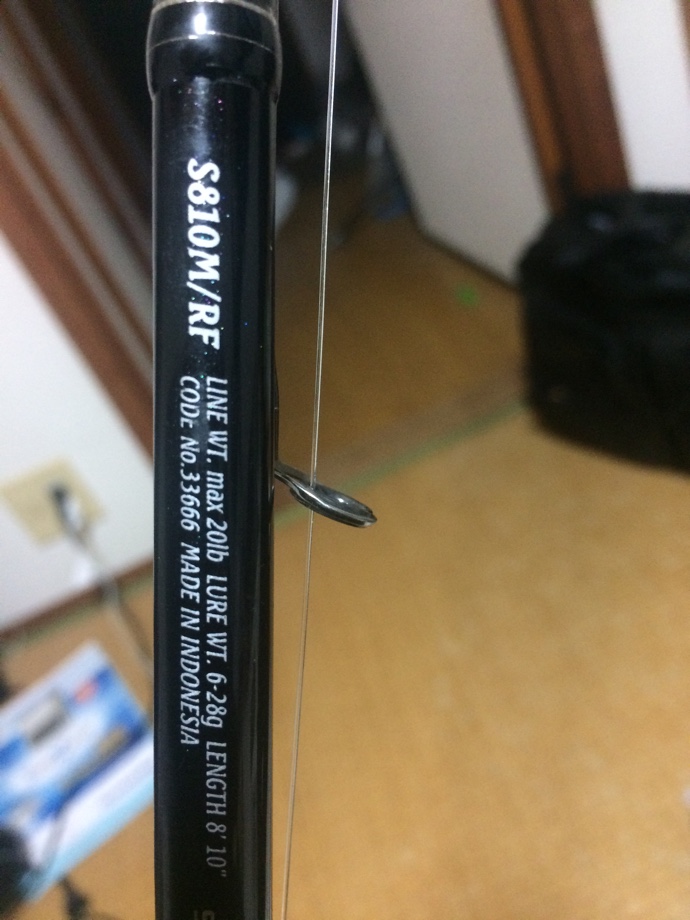 S810M/RF
LINE WT. max 20lb LURE WT. 6-28g LENGTH 8' 10"
CODE No.33666 MADE IN INDONESIA